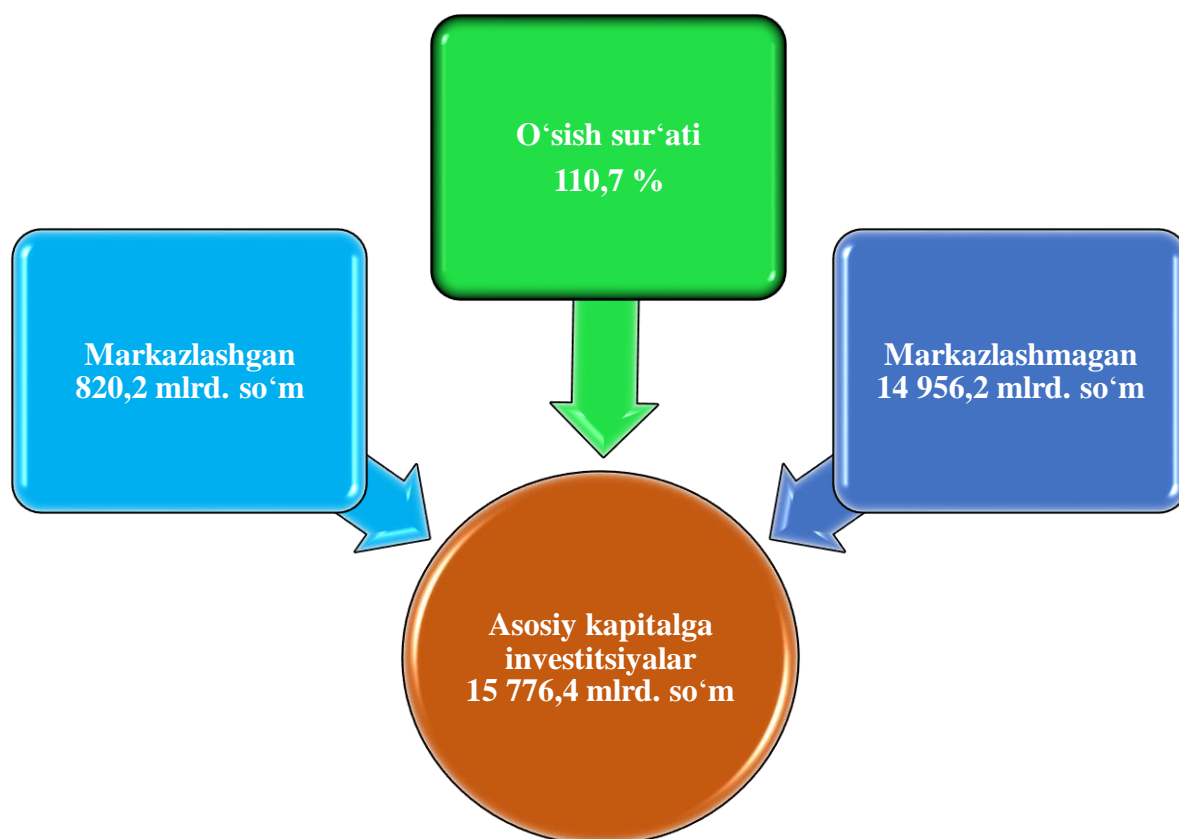 O‘sish sur‘ati
110,7 %
Markazlashgan
820,2 mlrd. so‘m
Markazlashmagan
14 956,2 mlrd. so‘m
Asosiy kapitalga
investitsiyalar
15 776,4 mlrd. so‘m